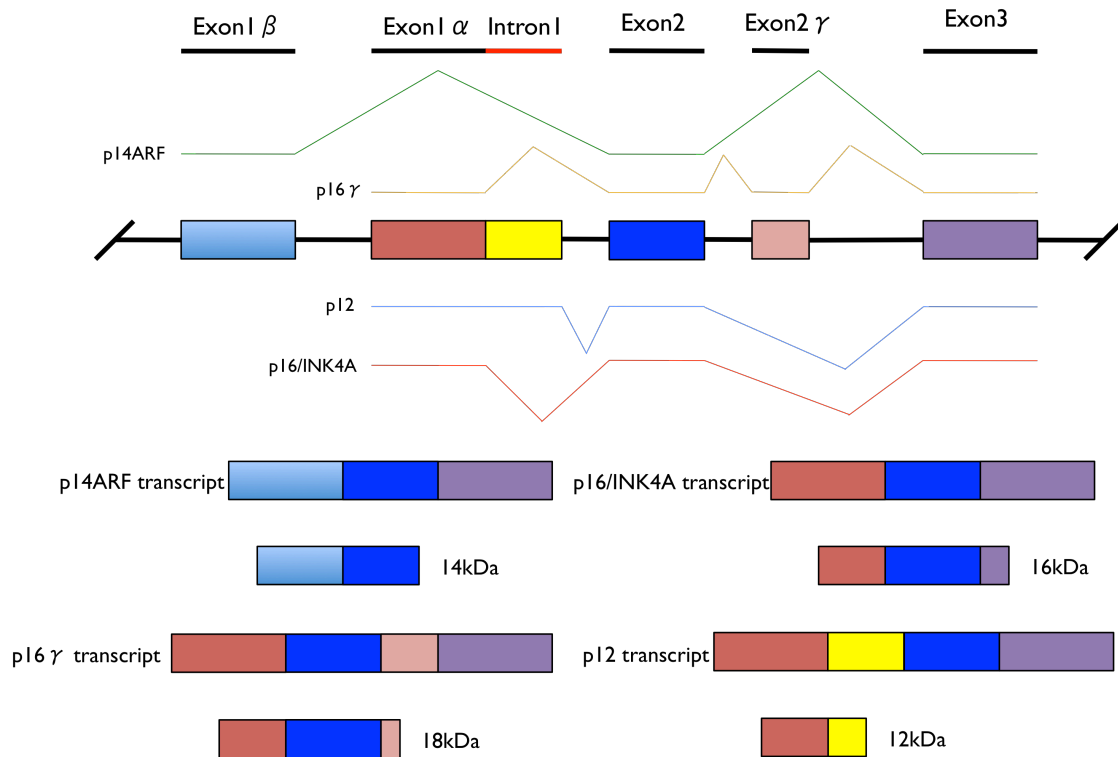 Exon1 β Exon1 α Intron1 Exon2 Exon2 γ Exon3
p14ARF
p16 γ
p12
p16/INK4A
p14ARF transcript p16/INK4A transcript
14kDa 16kDa
p16 γ transcript p12 transcript
18kDa 12kDa